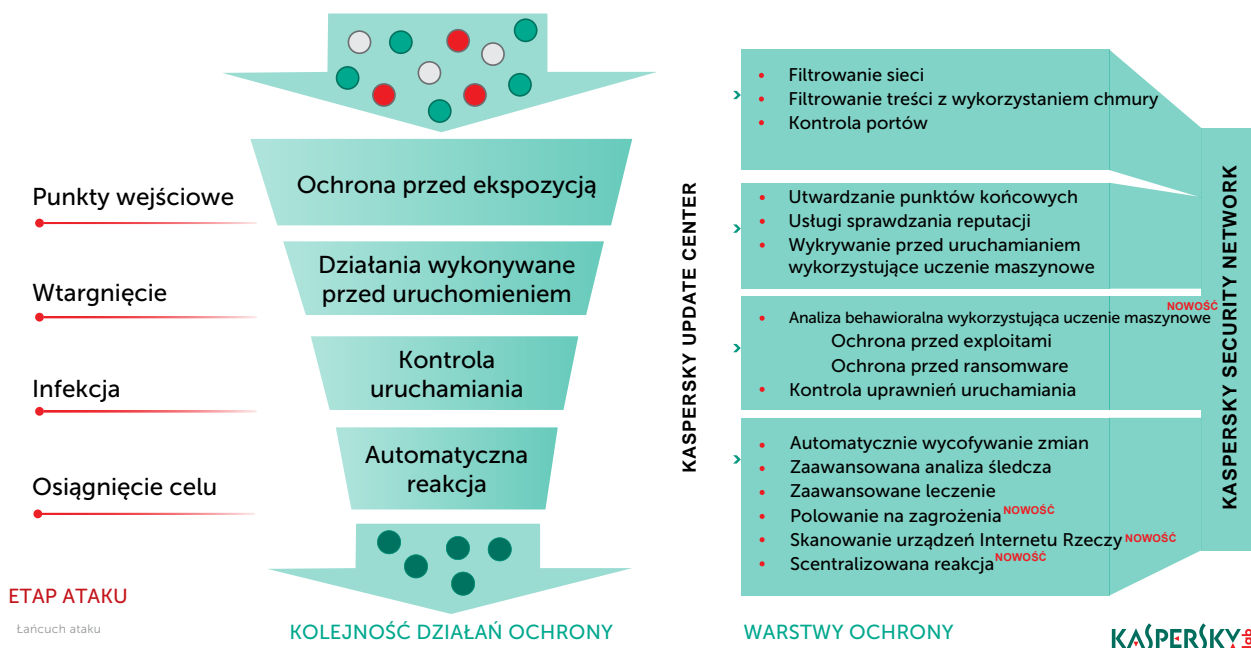 Punkty wejściowe
Wtargnięcie
Infekcja
Osiągnięcie celu
ETAP ATAKU
Łańcuch ataku
Ochrona przed ekspozycją
Działania wykonywane
przed uruchomieniem
Kontrola
uruchamiania
Automatyczna
reakcja
KOLEJNOŚĆ DZIAŁAŃ OCHRONY
KASPERSKY UPDATE CENTER
• Filtrowanie sieci
• Filtrowanie treści z wykorzystaniem chmury
• Kontrola portów
• Utwardzanie punktów końcowych
• Usługi sprawdzania reputacji
• Wykrywanie przed uruchamianiem
wykorzystujące uczenie maszynowe
• Analiza behawioralna wykorzystująca uczenie maszynowe NOWOŚĆ
Ochrona przed exploitami
Ochrona przed ransomware
• Kontrola uprawnień uruchamiania
• Automatycznie wycofywanie zmian
• Zaawansowana analiza śledcza
• Zaawansowane leczenie
• Polowanie na zagrożenia NOWOŚĆ
• Skanowanie urządzeń Internetu Rzeczy NOWOŚĆ
• Scentralizowana reakcja NOWOŚĆ
WARSTWY OCHRONY
KASPERSKY SECURITY NETWORK
KASPERSKY lab